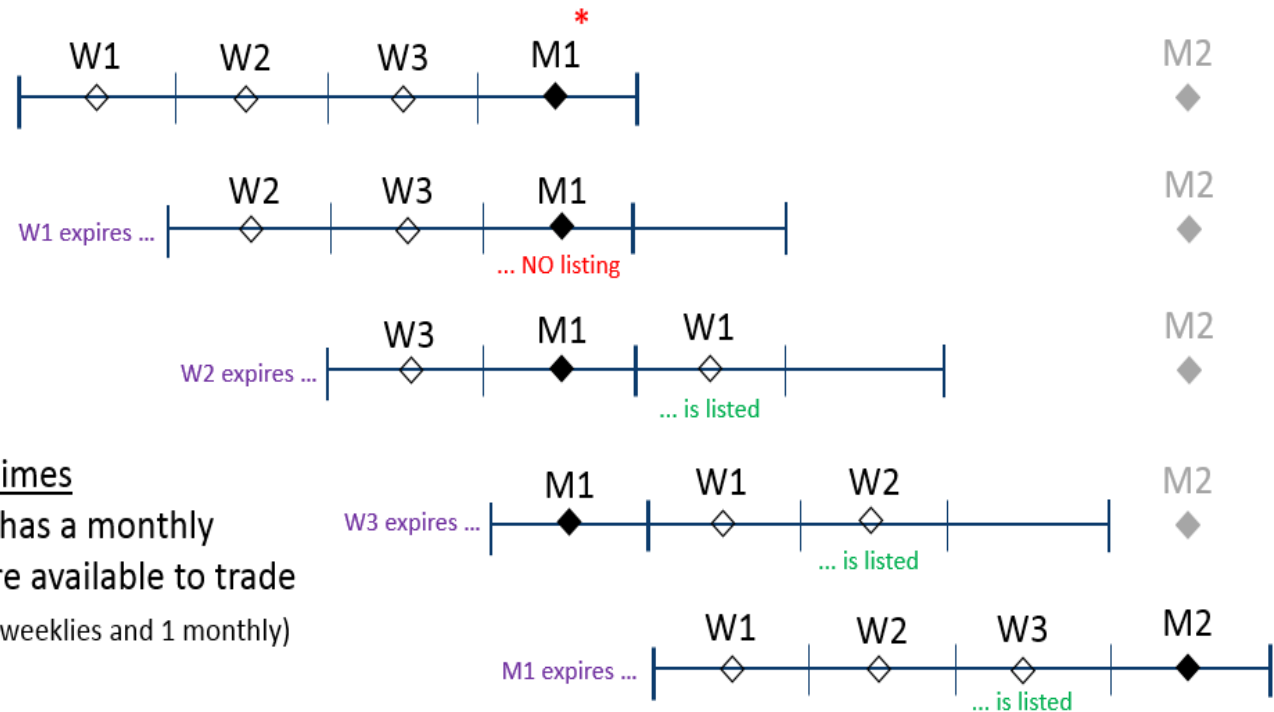 *
W1 W2 W3 M1 M2
W2 W3 M1 M2
W1 expires ...
... NO listing
W3 M1 W1 M2
W2 expires ...
... is listed
imes
M1 W1 W2 M2
has a monthly
W3 expires ...
... is listed
re available to trade
weeklies and 1 monthly)
W1 W2 W3 M2
M1 expires ...
... is listed